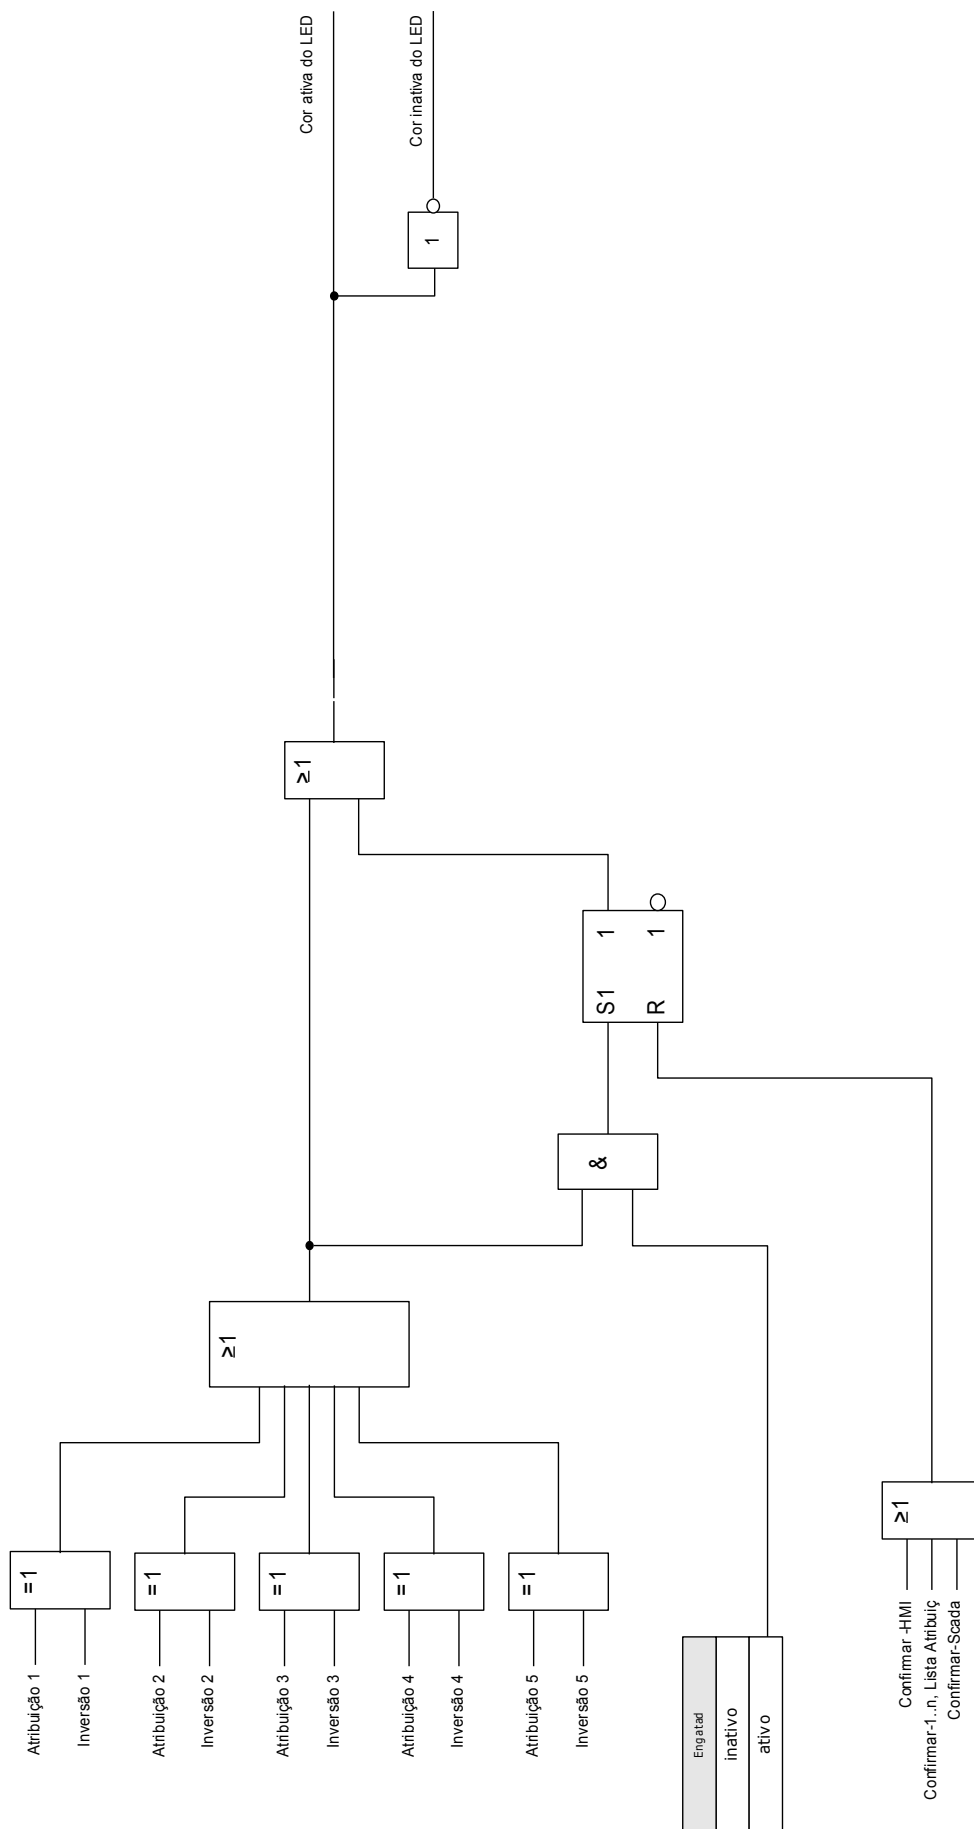 Cor ativa do LED
Cor inativa do LED
1
≥1
1
1
S1
R
&
≥1
=1
=1
=1
=1
=1
≥1
Atribuição 1
Inversão 1
Atribuição 2
Inversão 2
Atribuição 3
Inversão 3
Atribuição 4
Inversão 4
Atribuição 5
Inversão 5
Engatad
inativo
ativo
Confirmar -HMI
Confirmar-1..n, Lista Atribuiç
Confirmar-Scada